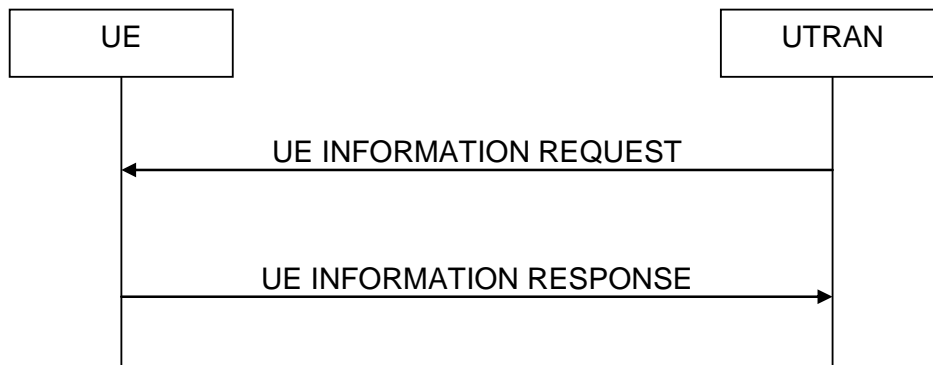 UE
UTRAN
UE INFORMATION REQUEST
UE INFORMATION RESPONSE